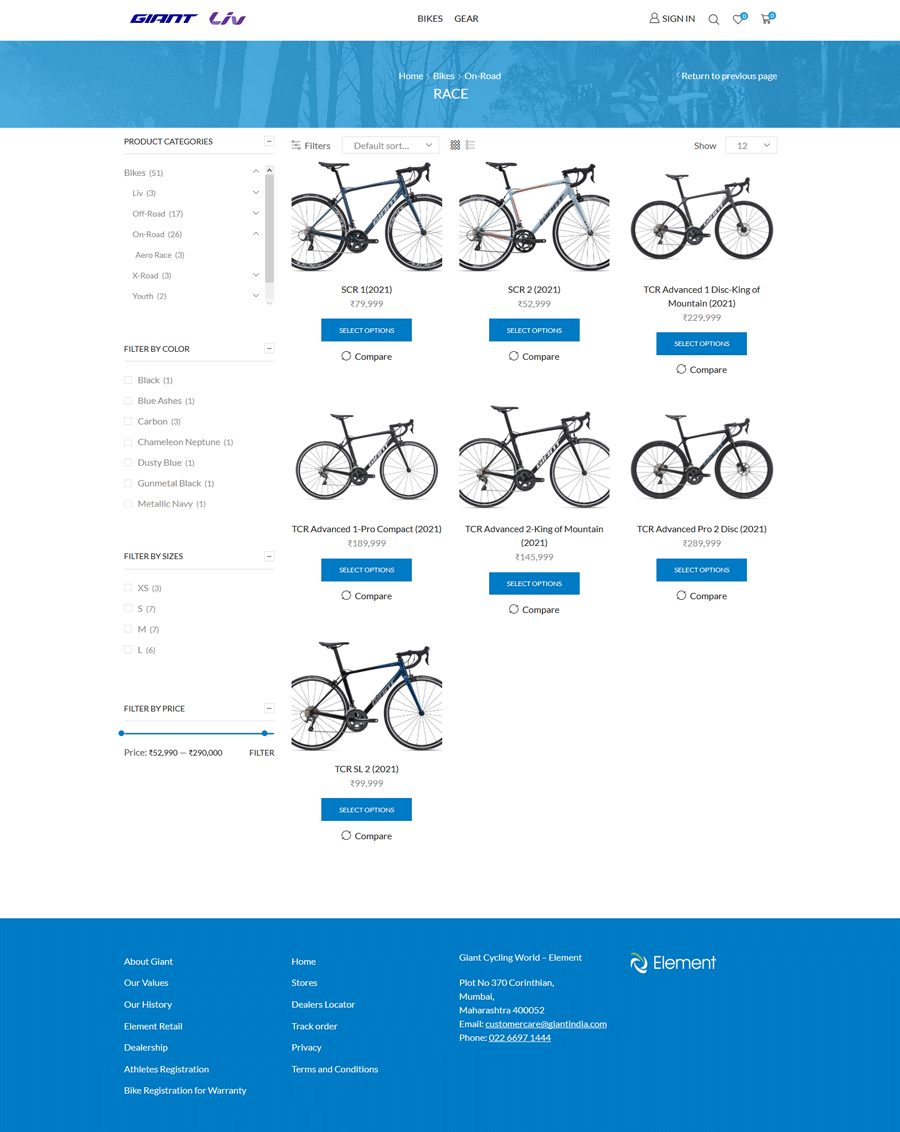 GIANT Liv
BIKES GEAR
SIGN IN
0
0
Home > Bikes > On-Road
Return to previous page
RACE
PRODUCT CATEGORIES
Bikes (51)
Liv (3)
Off-Road (17)
On-Road (26)
Aero Race (3)
X-Road (3)
Youth (2)
FILTER BY COLOR
Black (1)
Blue Ashes (1)
Carbon (3)
Chameleon Neptune (1)
Dusty Blue (1)
Gunmetal Black (1)
Metallic Navy (1)
FILTER BY SIZES
XS (3)
S (7)
M (7)
L (6)
FILTER BY PRICE
Price: ₹52,990 — ₹290,000
FILTER
Filters
Default sort...
Show 12
SCR 1(2021)
₹79,999
SELECT OPTIONS
Compare
SCR 2 (2021)
₹52,999
SELECT OPTIONS
Compare
TCR Advanced 1 Disc-King of
Mountain (2021)
₹229,999
SELECT OPTIONS
Compare
TCR Advanced 1-Pro Compact (2021)
₹189,999
SELECT OPTIONS
Compare
TCR Advanced 2-King of Mountain
(2021)
₹145,999
SELECT OPTIONS
Compare
TCR Advanced Pro 2 Disc (2021)
₹289,999
SELECT OPTIONS
Compare
TCR SL 2 (2021)
₹99,999
SELECT OPTIONS
Compare
About Giant
Our Values
Our History
Element Retail
Dealership
Athletes Registration
Bike Registration for Warranty
Home
Stores
Dealers Locator
Track order
Privacy
Terms and Conditions
Giant Cycling World – Element
Plot No 370 Corinthian,
Mumbai,
Maharashtra 400052
Email: customercare@giantindia.com
Phone: 022 6697 1444
Element